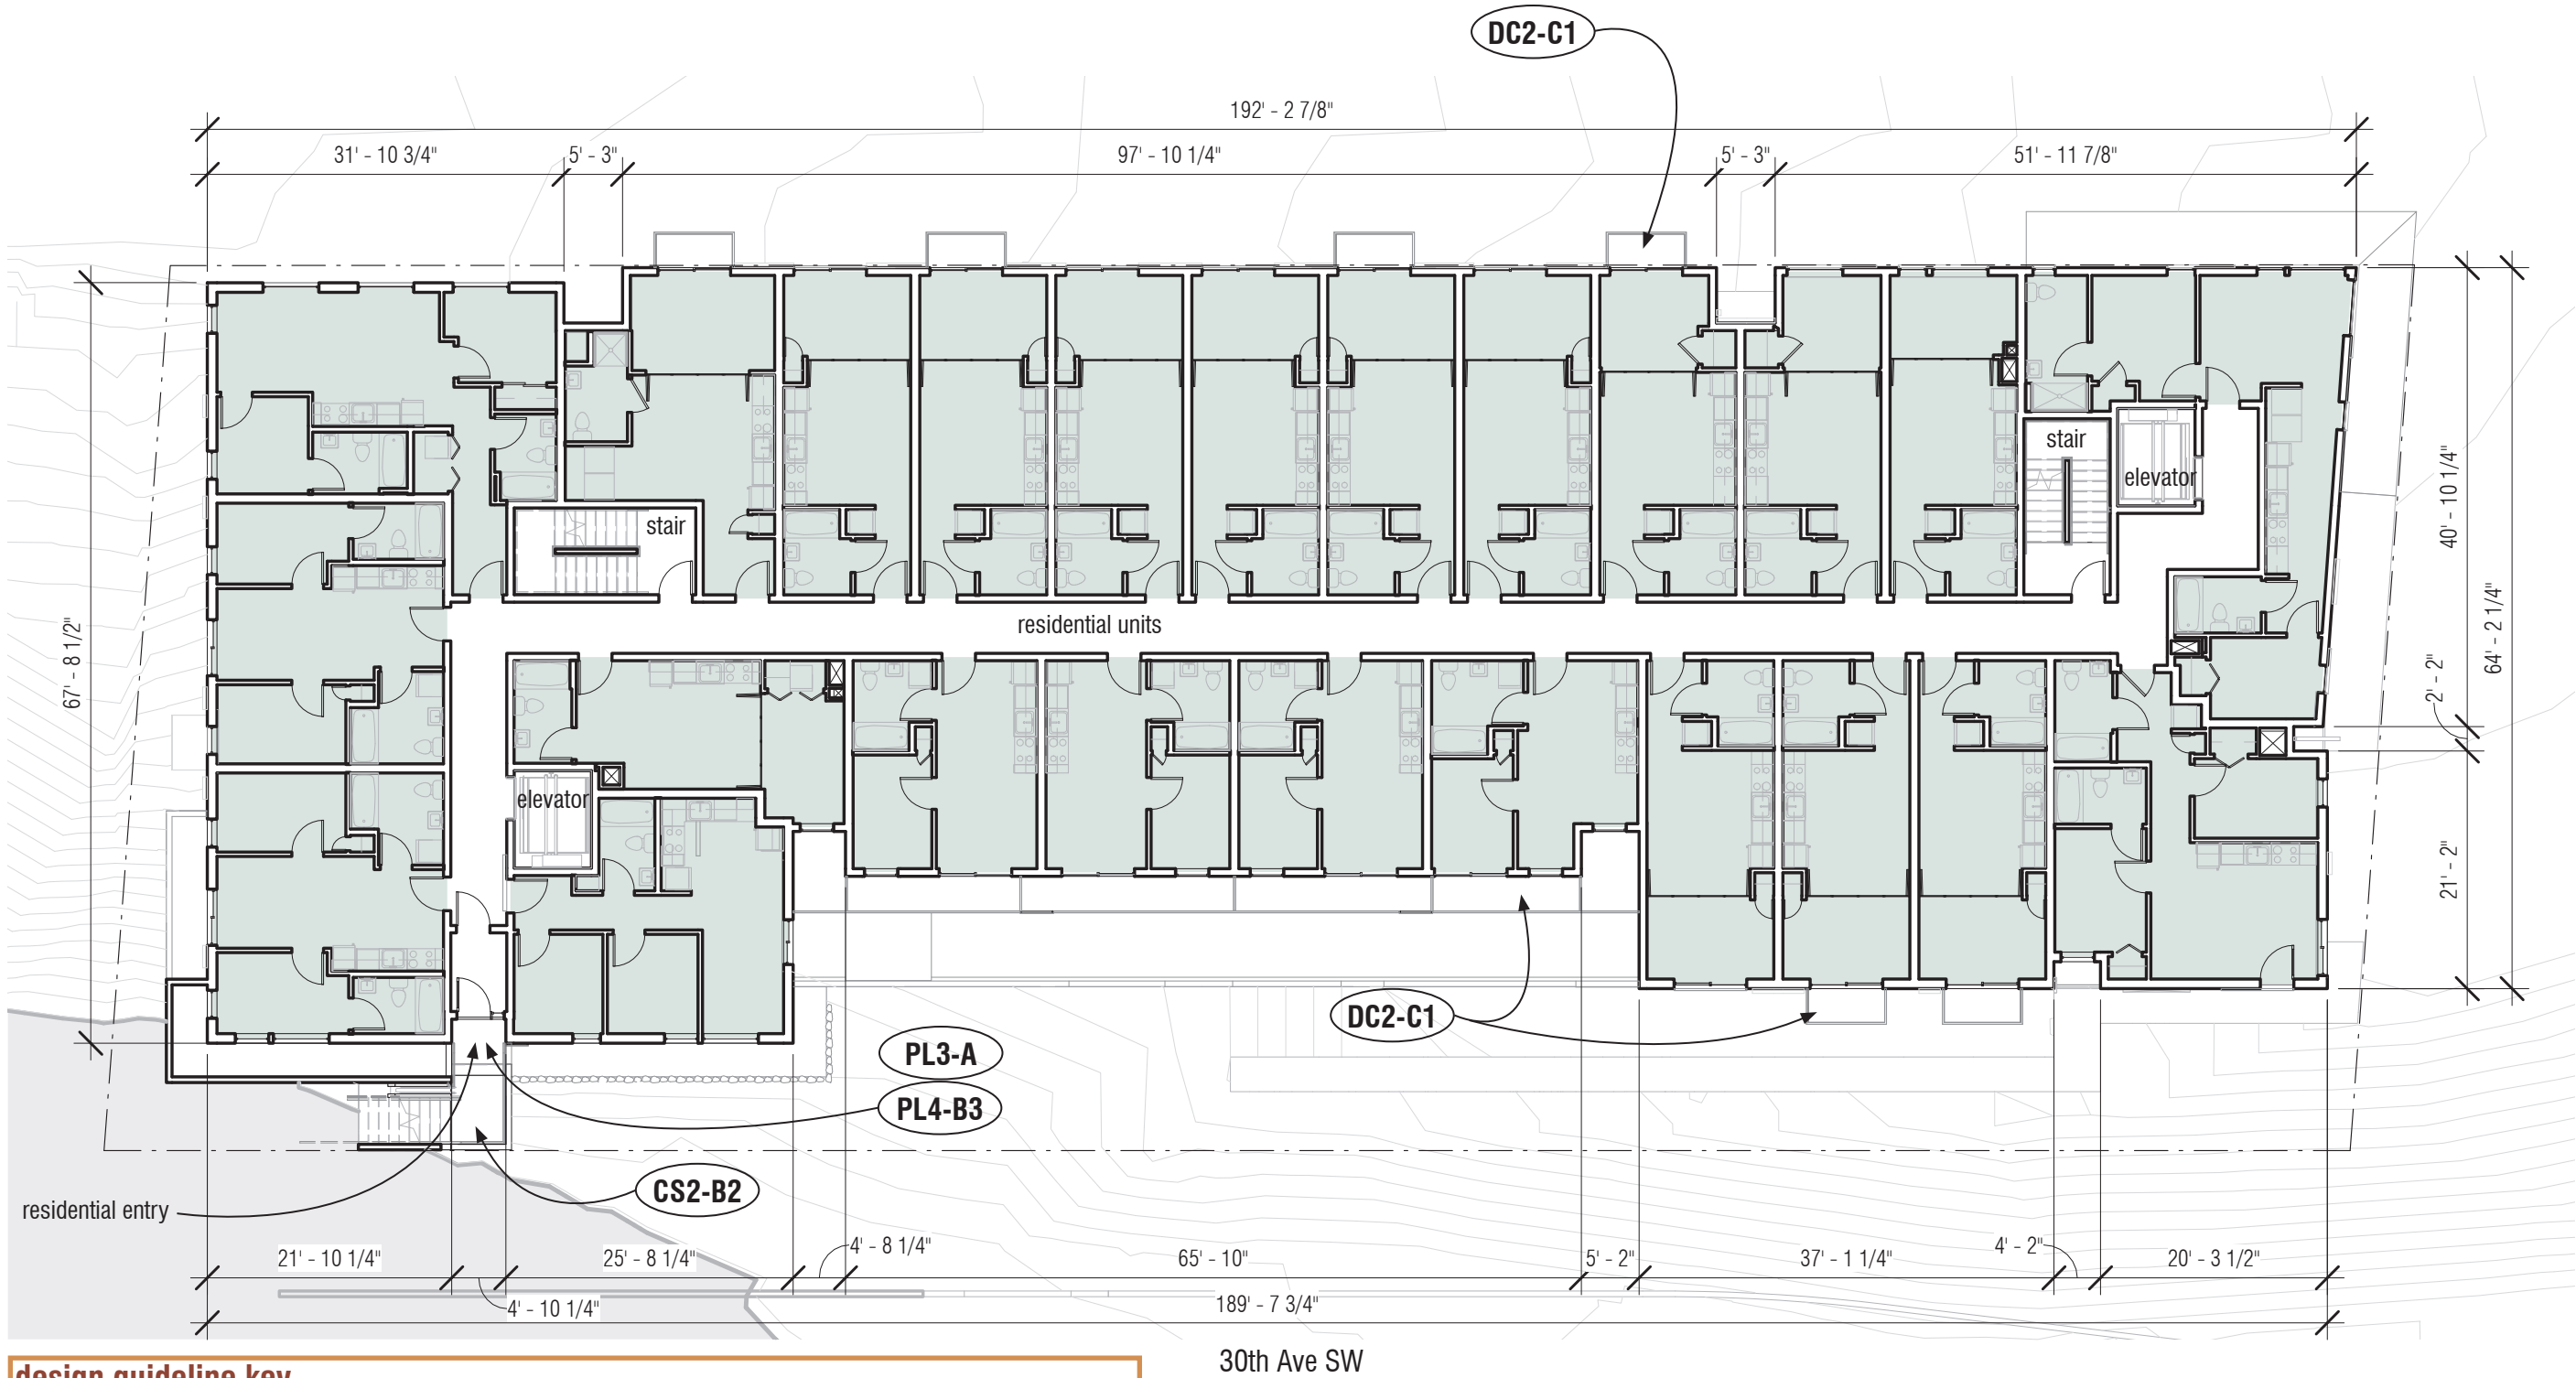 DC2-C1
192' - 2 7/8"
31' - 10 3/4"
5' - 3"
97' - 10 1/4"
5' - 3"
51' - 11 7/8"
stair
elevator
stair
40' - 10 1/4"
residential units
64' - 2 1/4"
67' - 8 1/2"
2' - 2"
elevator
21' - 2"
DC2-C1
PL3-A
PL4-B3
CS2-B2
residential entry
21' - 10 1/4"
25' - 8 1/4"
4' - 8 1/4"
65' - 10"
5' - 2"
37' - 1 1/4"
4' - 2"
20' - 3 1/2"
4' - 10 1/4"
189' - 7 3/4"
30th Ave SW
design guideline key